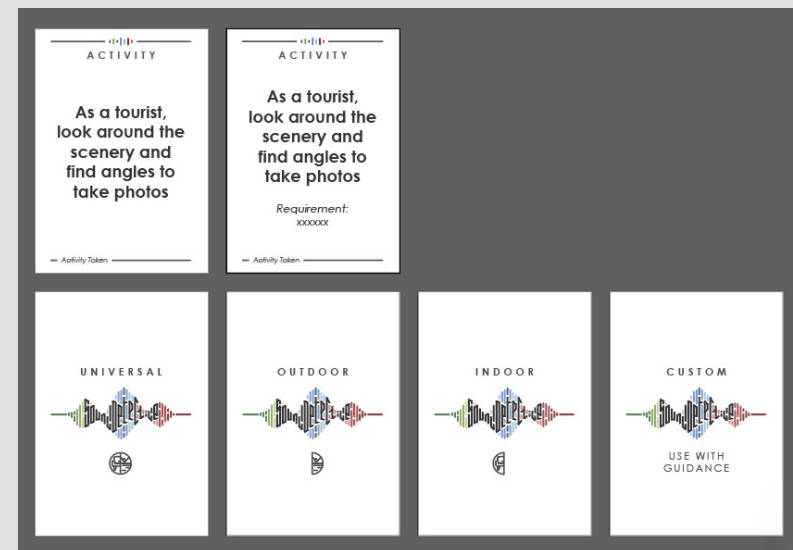 ACTIVITY
As a tourist,
look around the
scenery and
find angles to
take photos
Activity Token
ACTIVITY
As a tourist,
look around the
scenery and
find angles to
take photos
Requirement:
xxxxxx
Activity Token
UNIVERSAL
OUTDOOR
INDOOR
CUSTOM
USE WITH
GUIDANCE